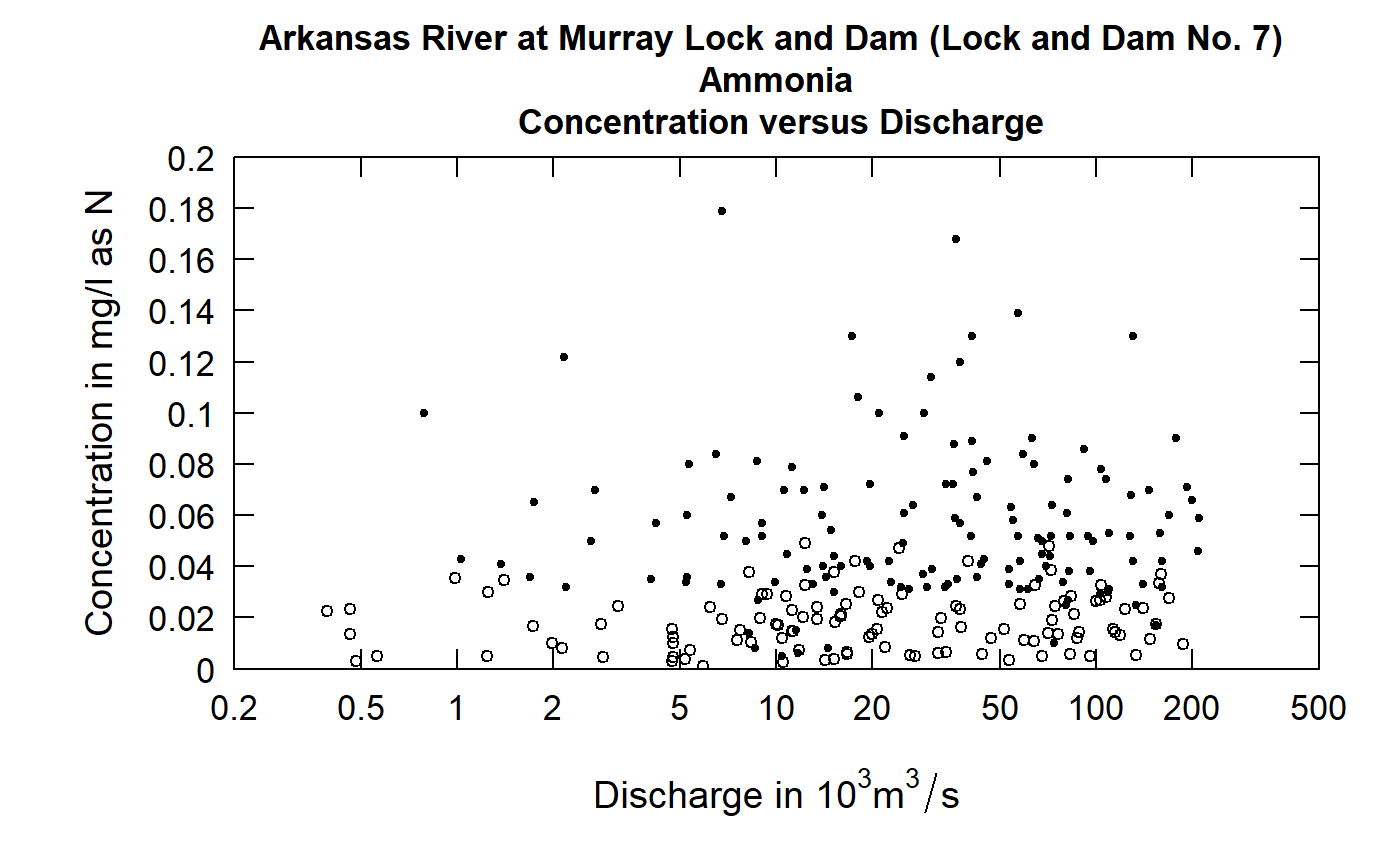 Arkansas River at Murray Lock and Dam (Lock and Dam No. 7)
Ammonia
Concentration versus Discharge
Concentration in mg/l as N
0.2
0.18
0.16
0.14
0.12
0.1
0.08
0.06
0.04
0.02
0
0.2 0.5 1 2 5 10 20 50 100 200 500
Discharge in 10³m³/s